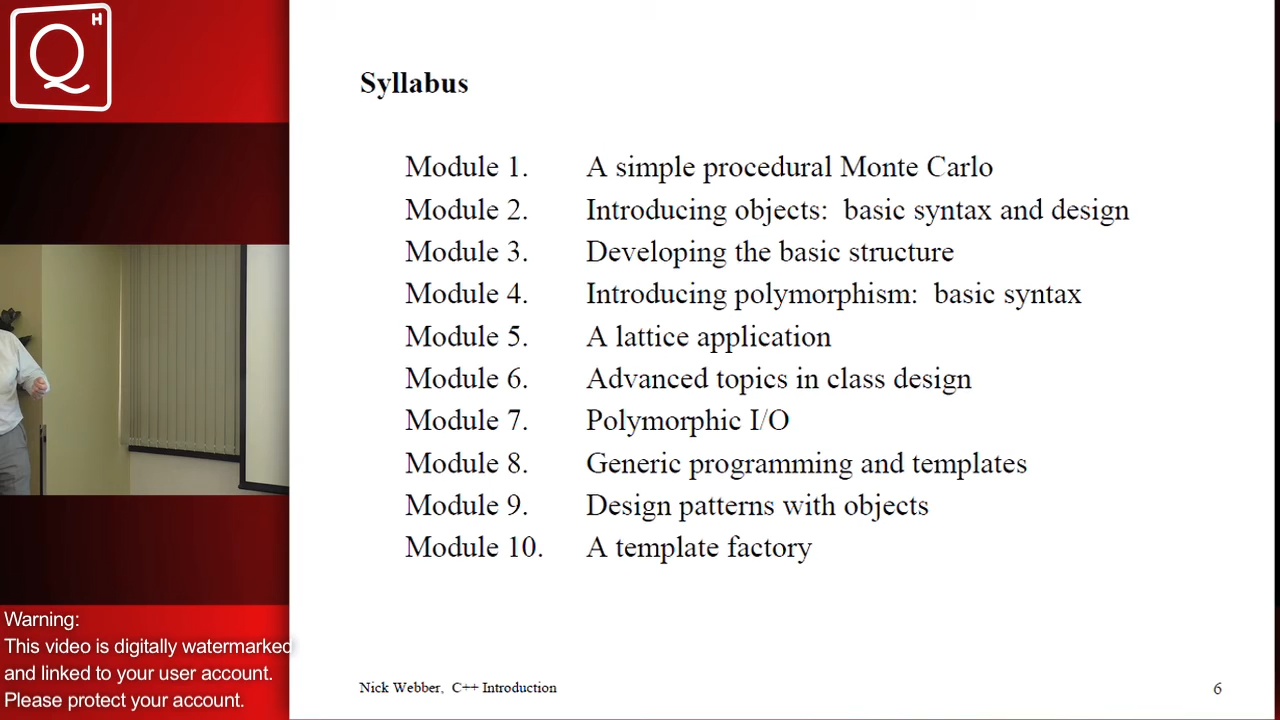 Q H
Syllabus
Module 1. A simple procedural Monte Carlo
Module 2. Introducing objects: basic syntax and design
Module 3. Developing the basic structure
Module 4. Introducing polymorphism: basic syntax
Module 5. A lattice application
Module 6. Advanced topics in class design
Module 7. Polymorphic I/O
Module 8. Generic programming and templates
Module 9. Design patterns with objects
Module 10. A template factory
Warning:
This video is digitally watermarked
and linked to your user account.
Please protect your account.
Nick Webber, C++ Introduction
6